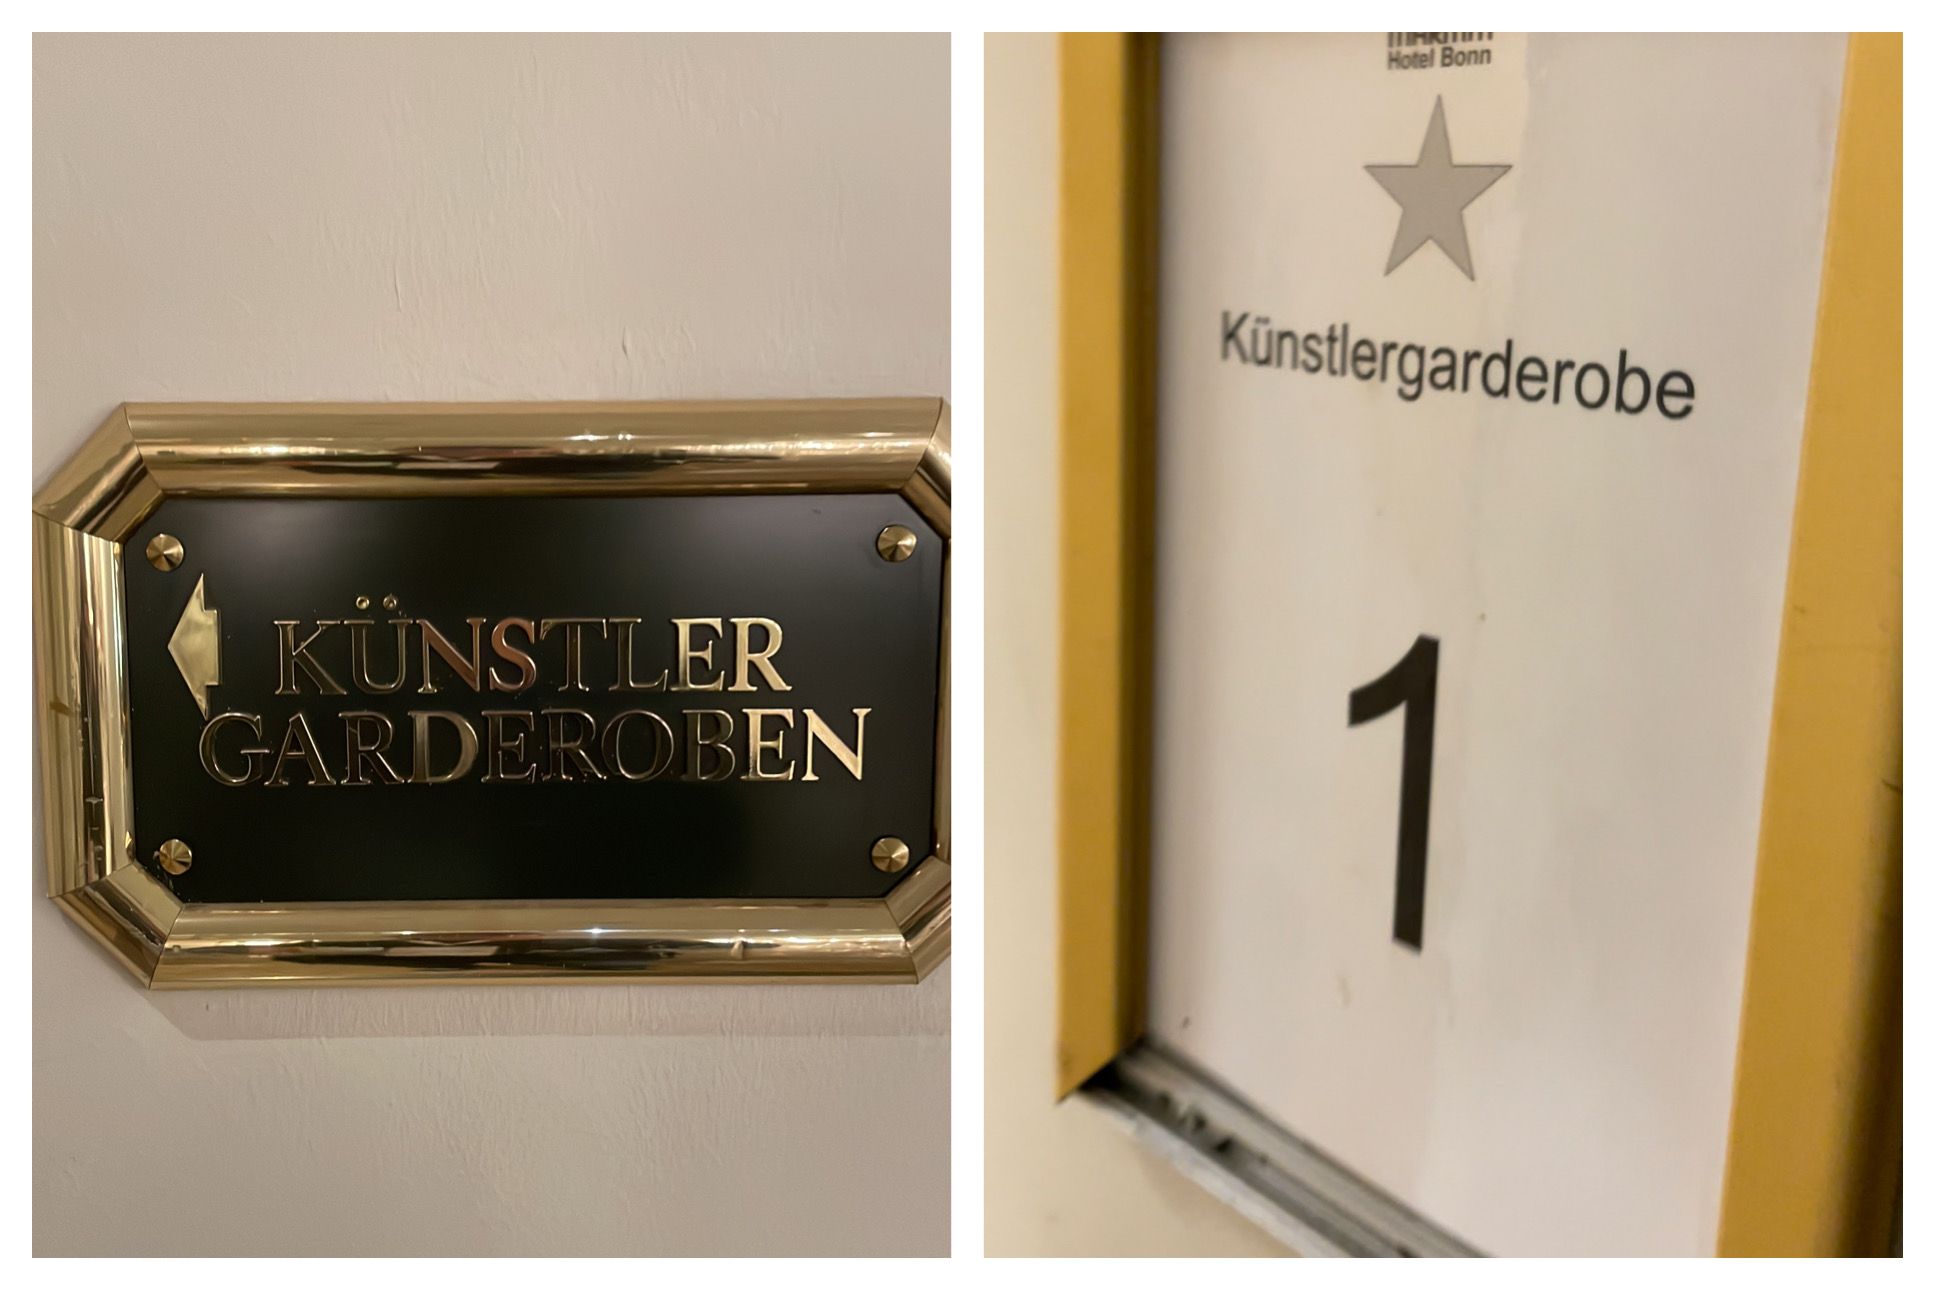 KÜNSTLER
GARDEROBEN
Hotel Bonn
Künstlergarderobe
1